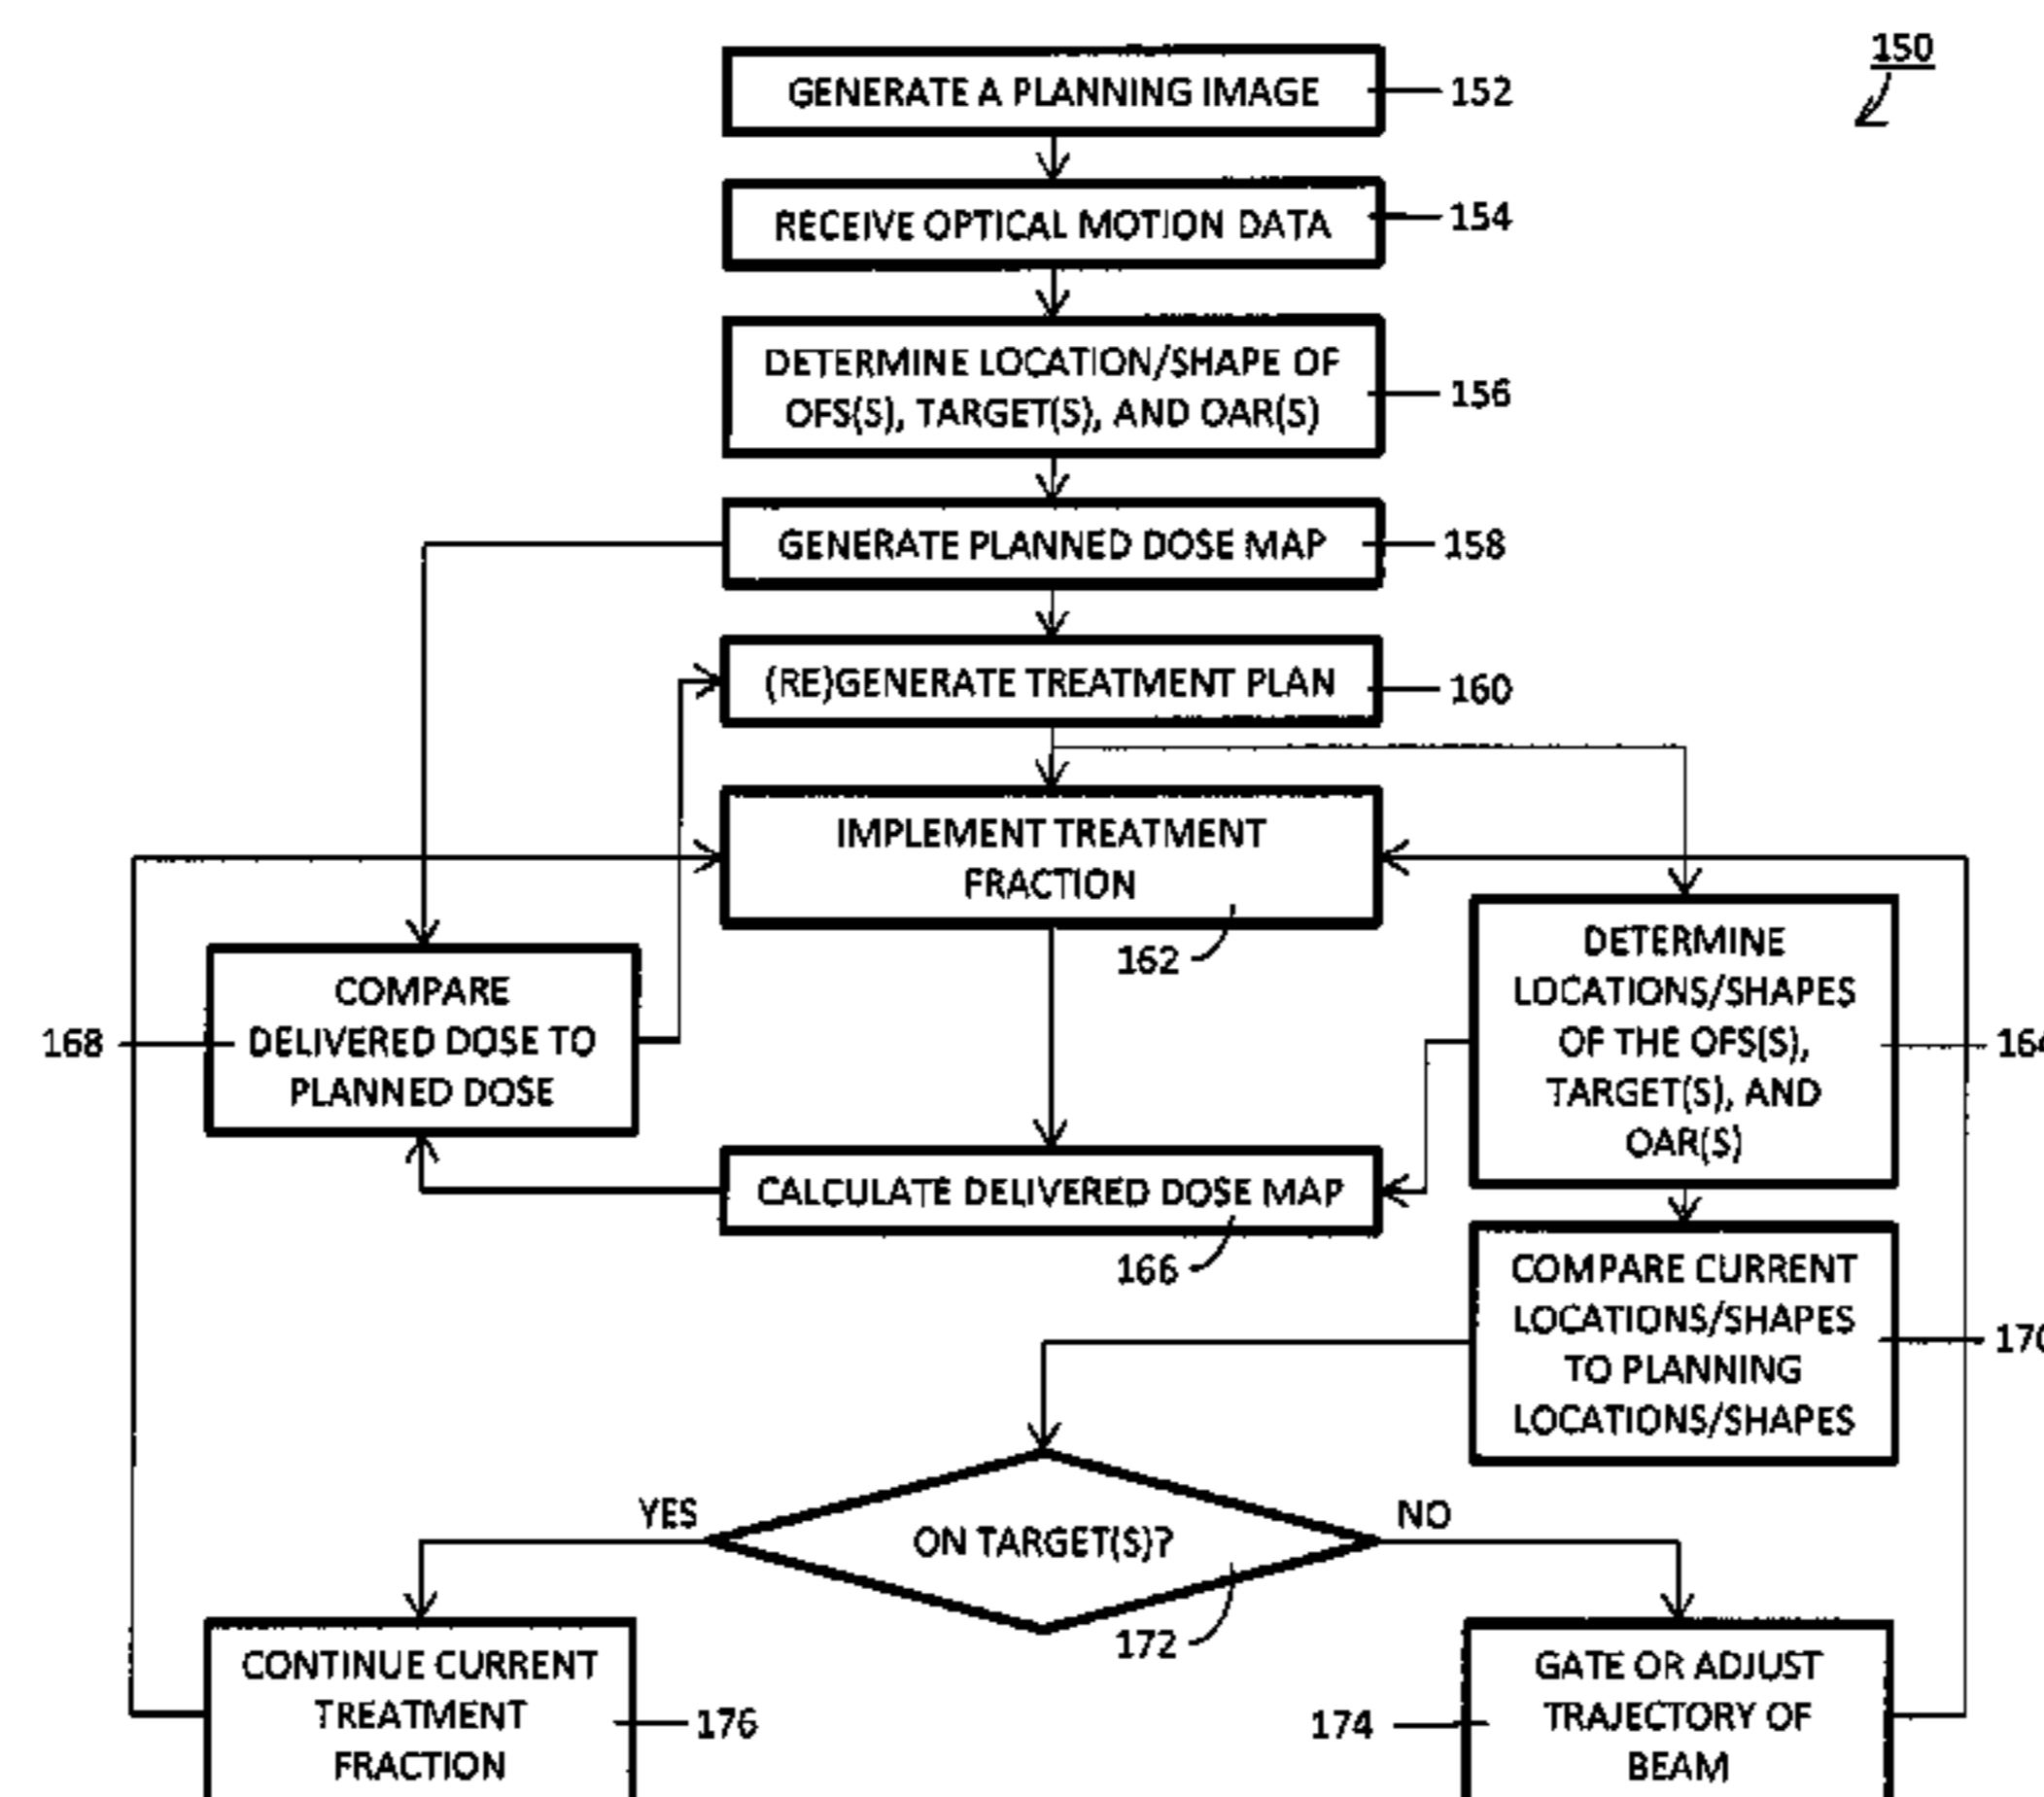 150
GENERATE A PLANNING IMAGE
152
RECEIVE OPTICAL MOTION DATA
154
DETERMINE LOCATION/SHAPE OF
OFS(S), TARGET(S), AND OAR(S)
156
GENERATE PLANNED DOSE MAP
158
(RE)GENERATE TREATMENT PLAN
160
IMPLEMENT TREATMENT
FRACTION
162
DETERMINE
LOCATIONS/SHAPES
OF THE OFS(S),
TARGET(S), AND
OAR(S)
164
COMPARE
DELIVERED DOSE TO
PLANNED DOSE
168
CALCULATE DELIVERED DOSE MAP
166
COMPARE CURRENT
LOCATIONS/SHAPES
TO PLANNING
LOCATIONS/SHAPES
170
YES
ON TARGET(S)?
NO
172
CONTINUE CURRENT
TREATMENT
FRACTION
176
174
GATE OR ADJUST
TRAJECTORY OF
BEAM